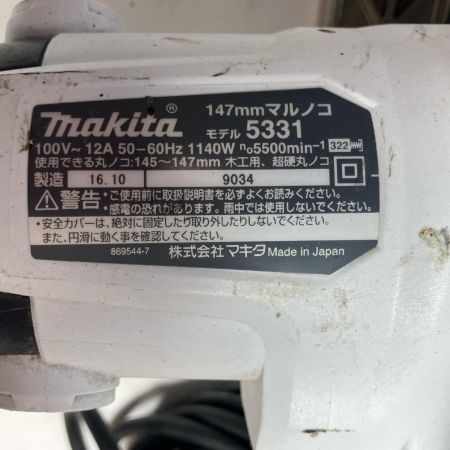 makita®
147mmマルノコ
モデル 5331
100V~ 12A 50-60Hz 1140W n₀5500min⁻¹ 322
使用できる丸ノコ:145~147mm 木工用、超硬丸ノコ
製造 16.10 9034
⚠警告 ・ご使用前に取扱説明書を必ずよくお読みください。
・感電の恐れがあります。雨中では使用しないでください。
・安全カバーは、絶対に固定したり取り外したりしないでください。
また、円滑に動く事を確認してください。
869544-7 株式会社マキタ Made in Japan